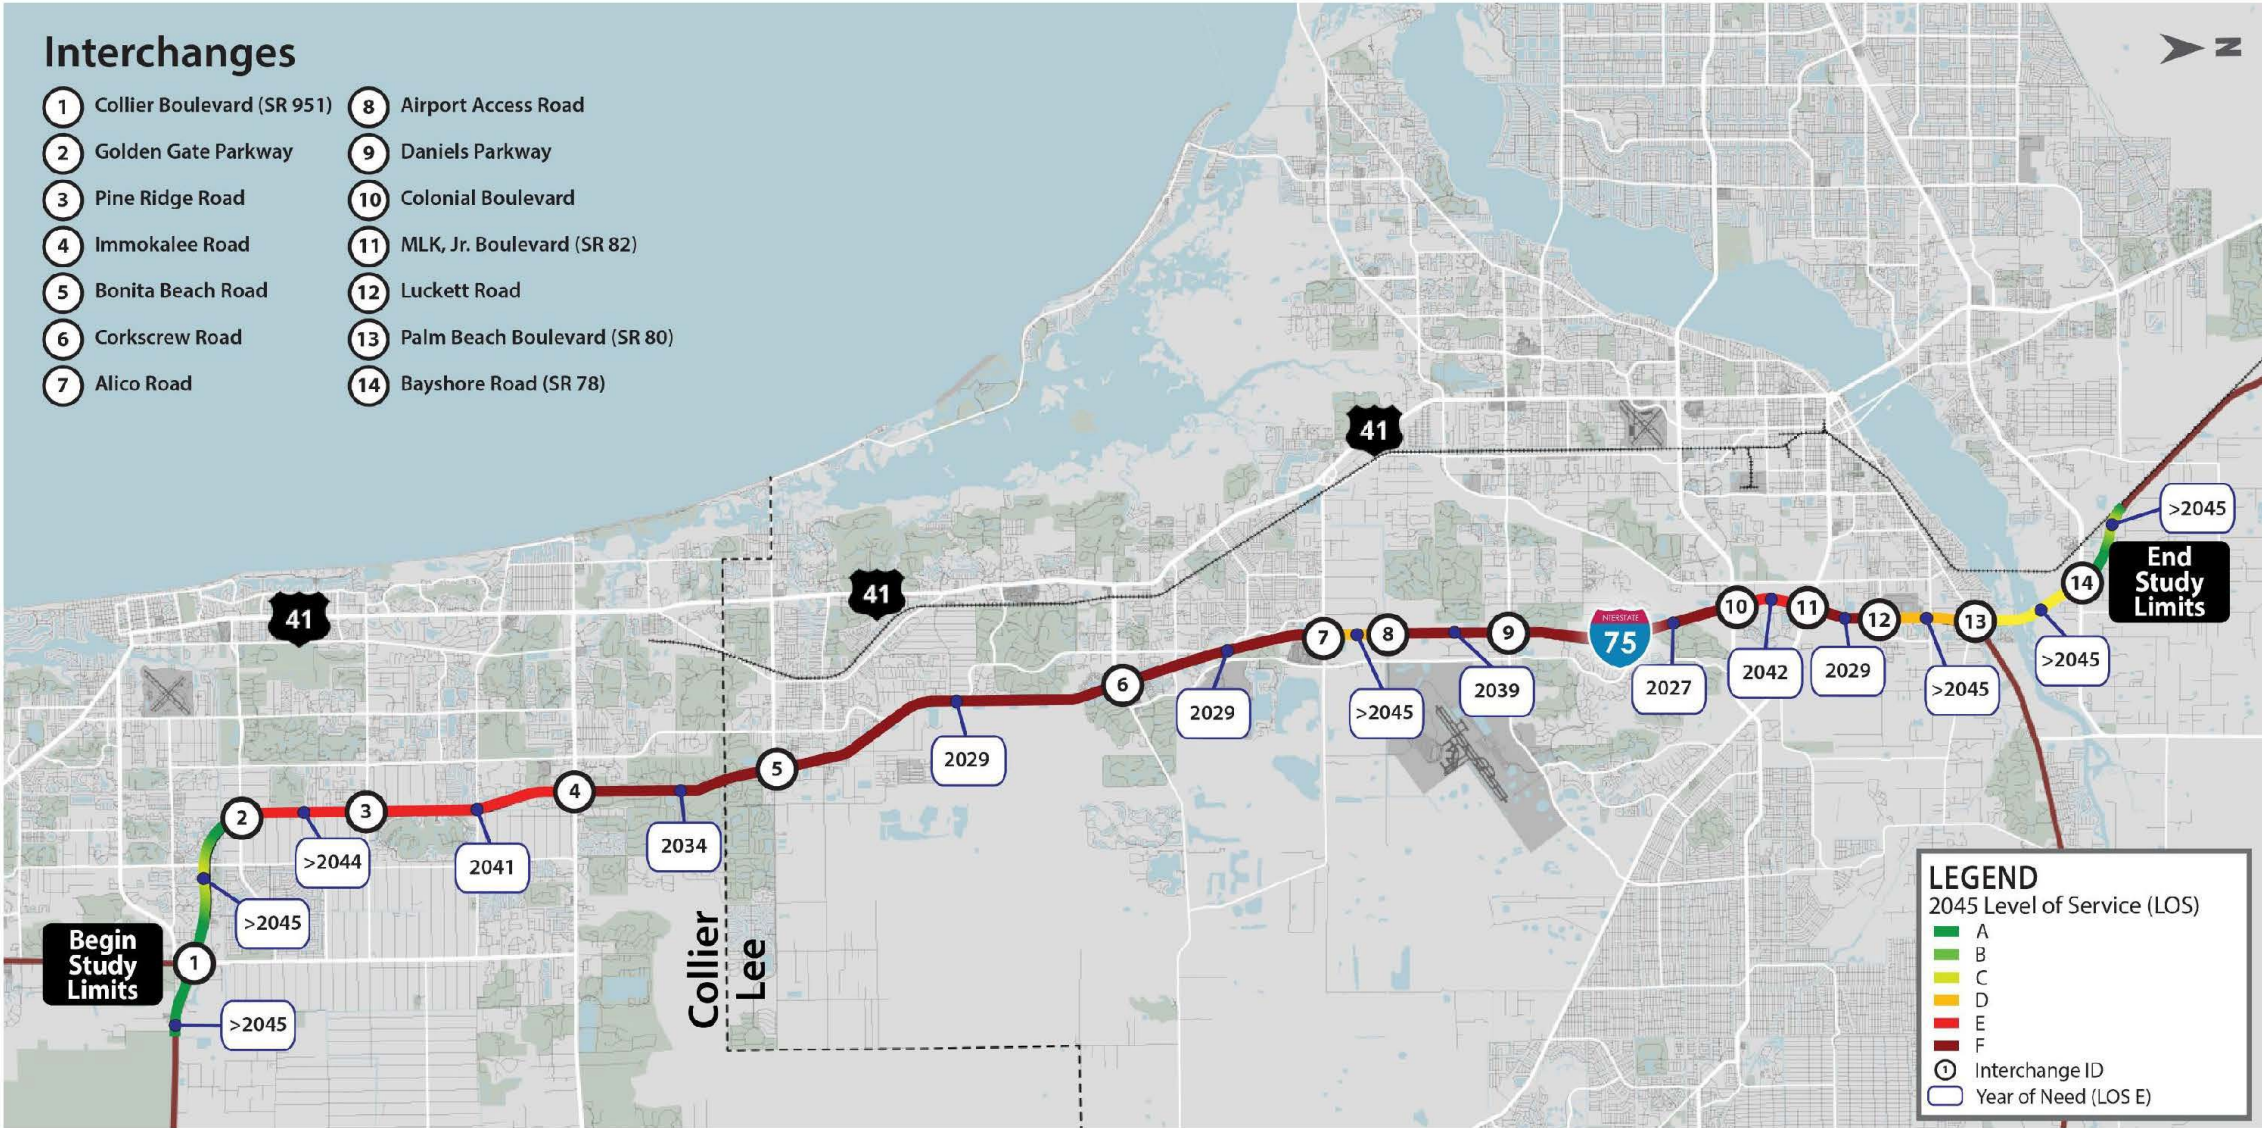 Interchanges
1 Collier Boulevard (SR 951)
2 Golden Gate Parkway
3 Pine Ridge Road
4 Immokalee Road
5 Bonita Beach Road
6 Corkscrew Road
7 Alico Road
8 Airport Access Road
9 Daniels Parkway
10 Colonial Boulevard
11 MLK, Jr. Boulevard (SR 82)
12 Luckett Road
13 Palm Beach Boulevard (SR 80)
14 Bayshore Road (SR 78)
N
41
41
41
INTERSTATE
75
Begin
Study
Limits
1
>2045
>2045
2
>2044
3
2041
4
2034
Collier
Lee
5
2029
6
2029
7
>2045
8
2039
9
2027
10
2042
11
2029
12
>2045
13
>2045
14
>2045
End
Study
Limits
LEGEND
2045 Level of Service (LOS)
A
B
C
D
E
F
1 Interchange ID
Year of Need (LOS E)